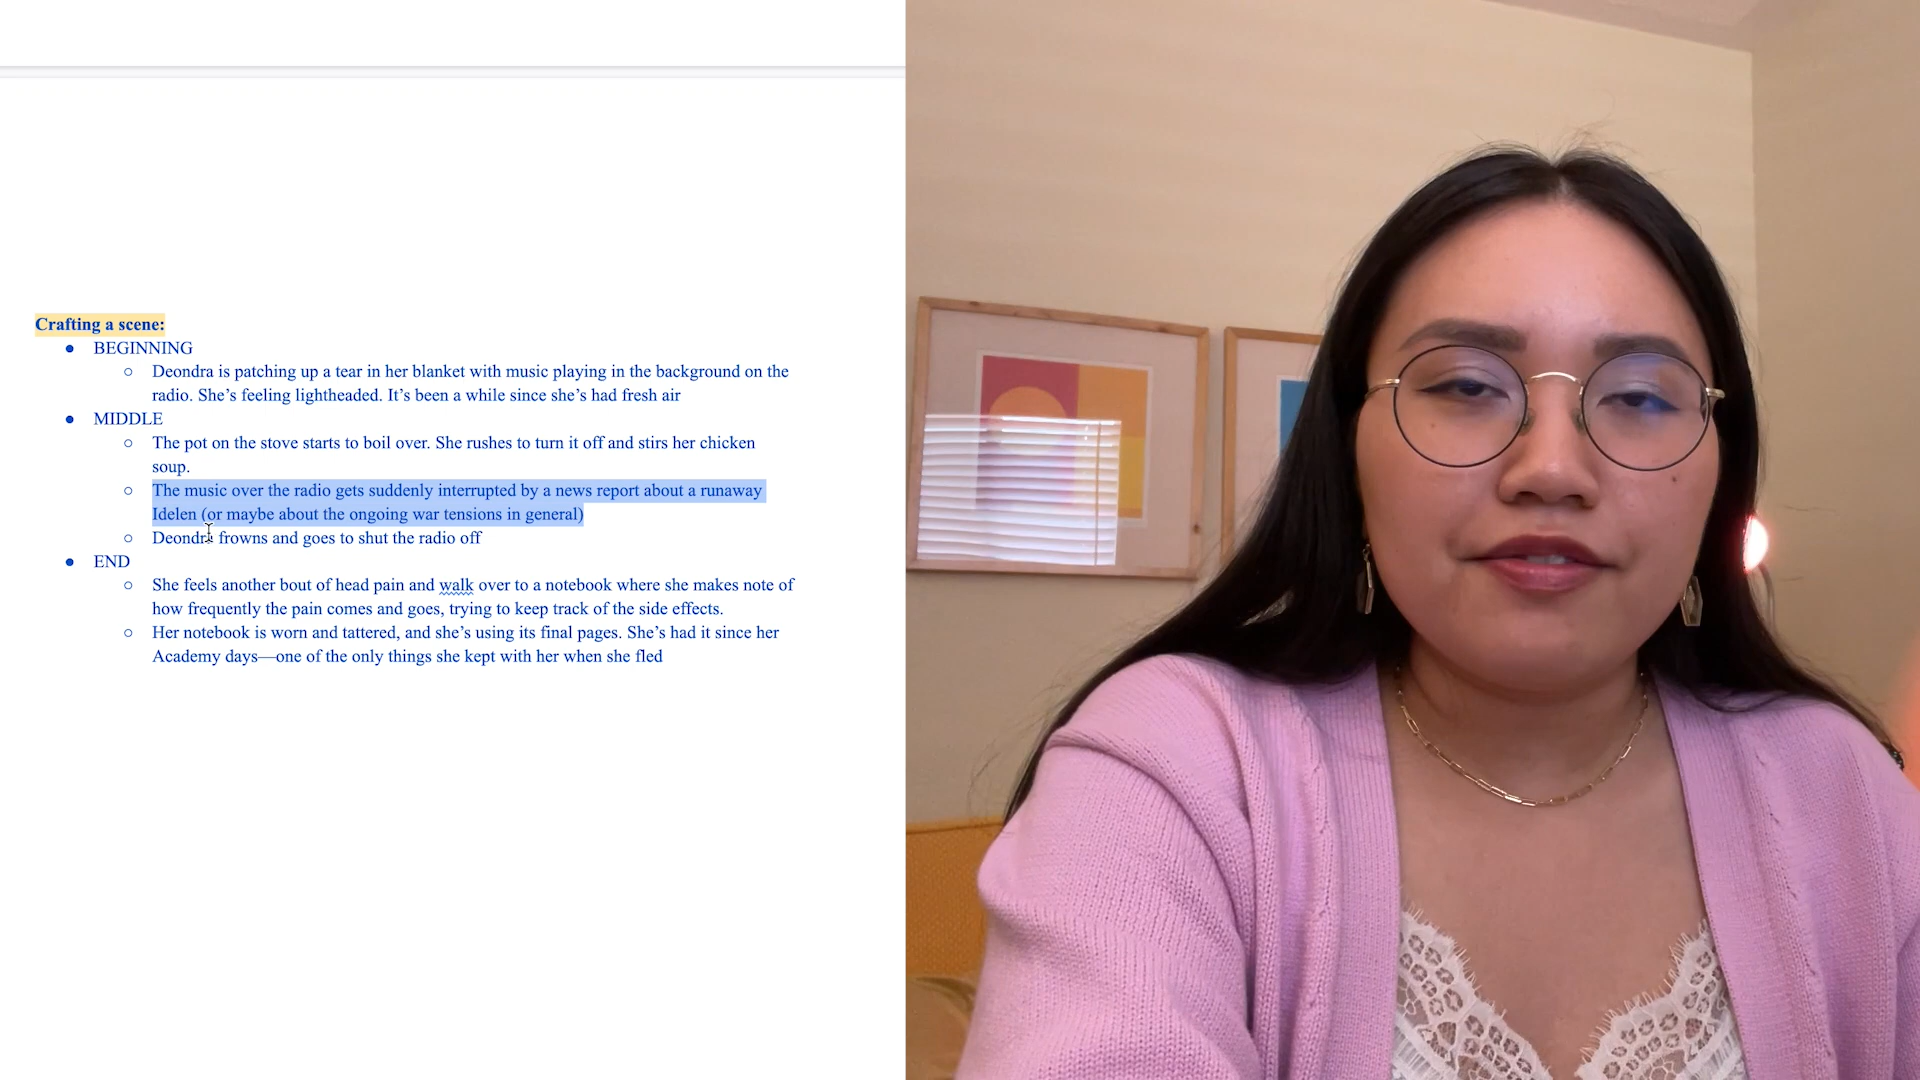 Crafting a scene:
● BEGINNING
○ Deondra is patching up a tear in her blanket with music playing in the background on the
radio. She’s feeling lightheaded. It’s been a while since she’s had fresh air
● MIDDLE
○ The pot on the stove starts to boil over. She rushes to turn it off and stirs her chicken
soup.
○ The music over the radio gets suddenly interrupted by a news report about a runaway
Idelen (or maybe about the ongoing war tensions in general)
○ Deondra frowns and goes to shut the radio off
● END
○ She feels another bout of head pain and walk over to a notebook where she makes note of
how frequently the pain comes and goes, trying to keep track of the side effects.
○ Her notebook is worn and tattered, and she’s using its final pages. She’s had it since her
Academy days—one of the only things she kept with her when she fled